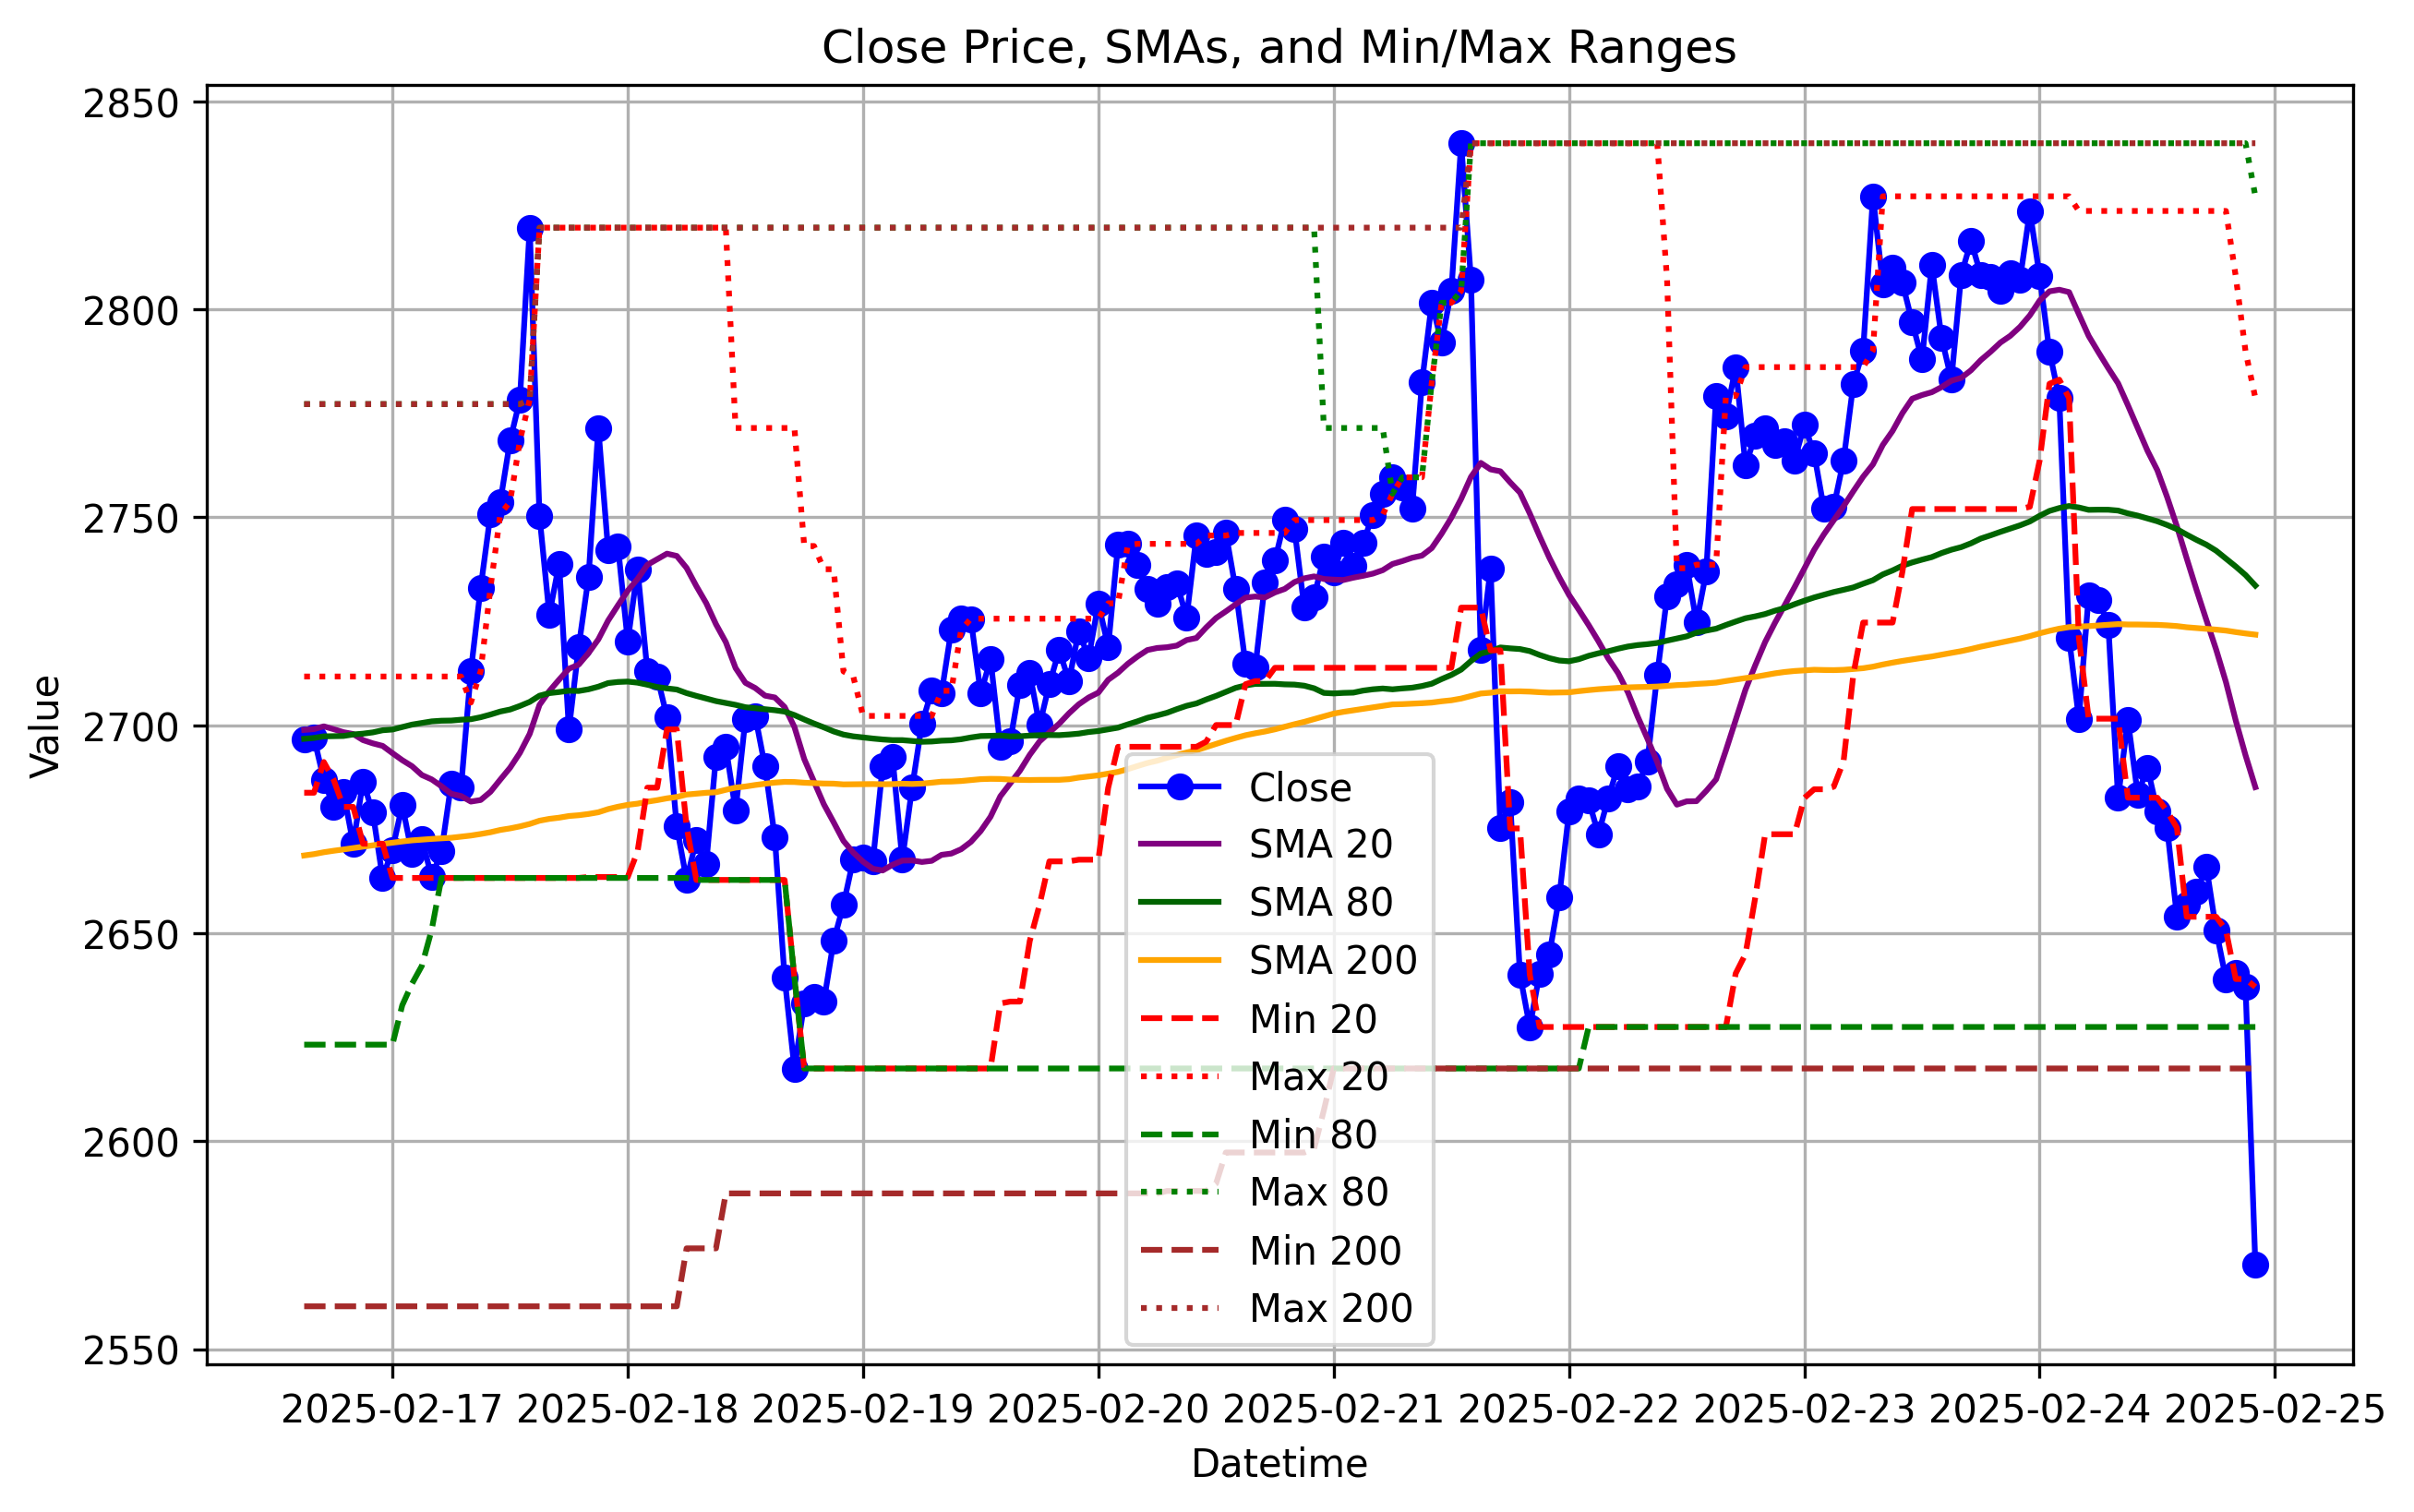 Close Price, SMAs, and Min/Max Ranges
2850
2800
2750
2700
2650
2600
2550
Value
Close
SMA 20
SMA 80
SMA 200
Min 20
Max 20
Min 80
Max 80
Min 200
Max 200
2025-02-17 2025-02-18 2025-02-19 2025-02-20 2025-02-21 2025-02-22 2025-02-23 2025-02-24 2025-02-25
Datetime